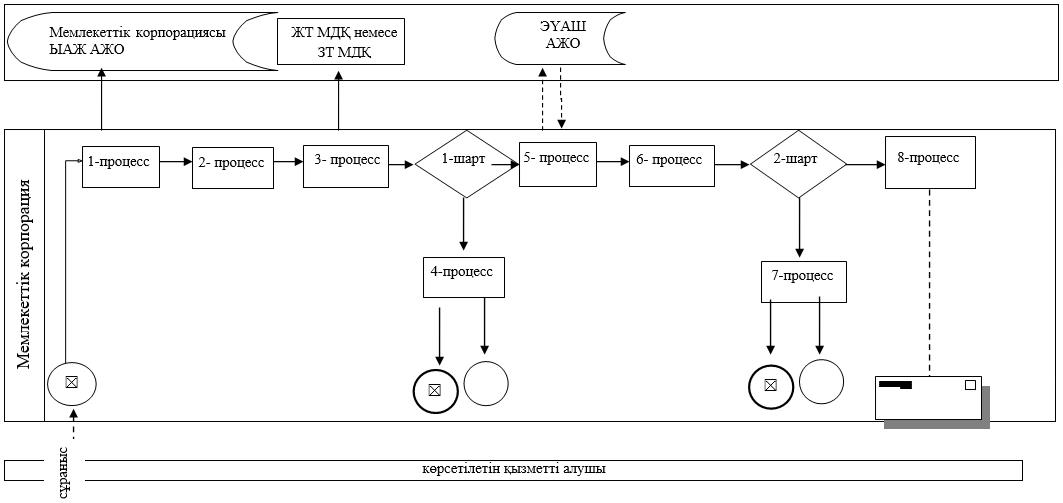 Мемлекеттік корпорациясы
ЫАЖ АЖО
ЖТ МДҚ немесе
ЗТ МДҚ
ЭҮАШ
АЖО
Мемлекеттік корпорация
1-процесс
2- процесс
3- процесс
1-шарт
5- процесс
6- процесс
2-шарт
8-процесс
4-процесс
7-процесс
сұраныс
көрсетілетін қызметті алушы